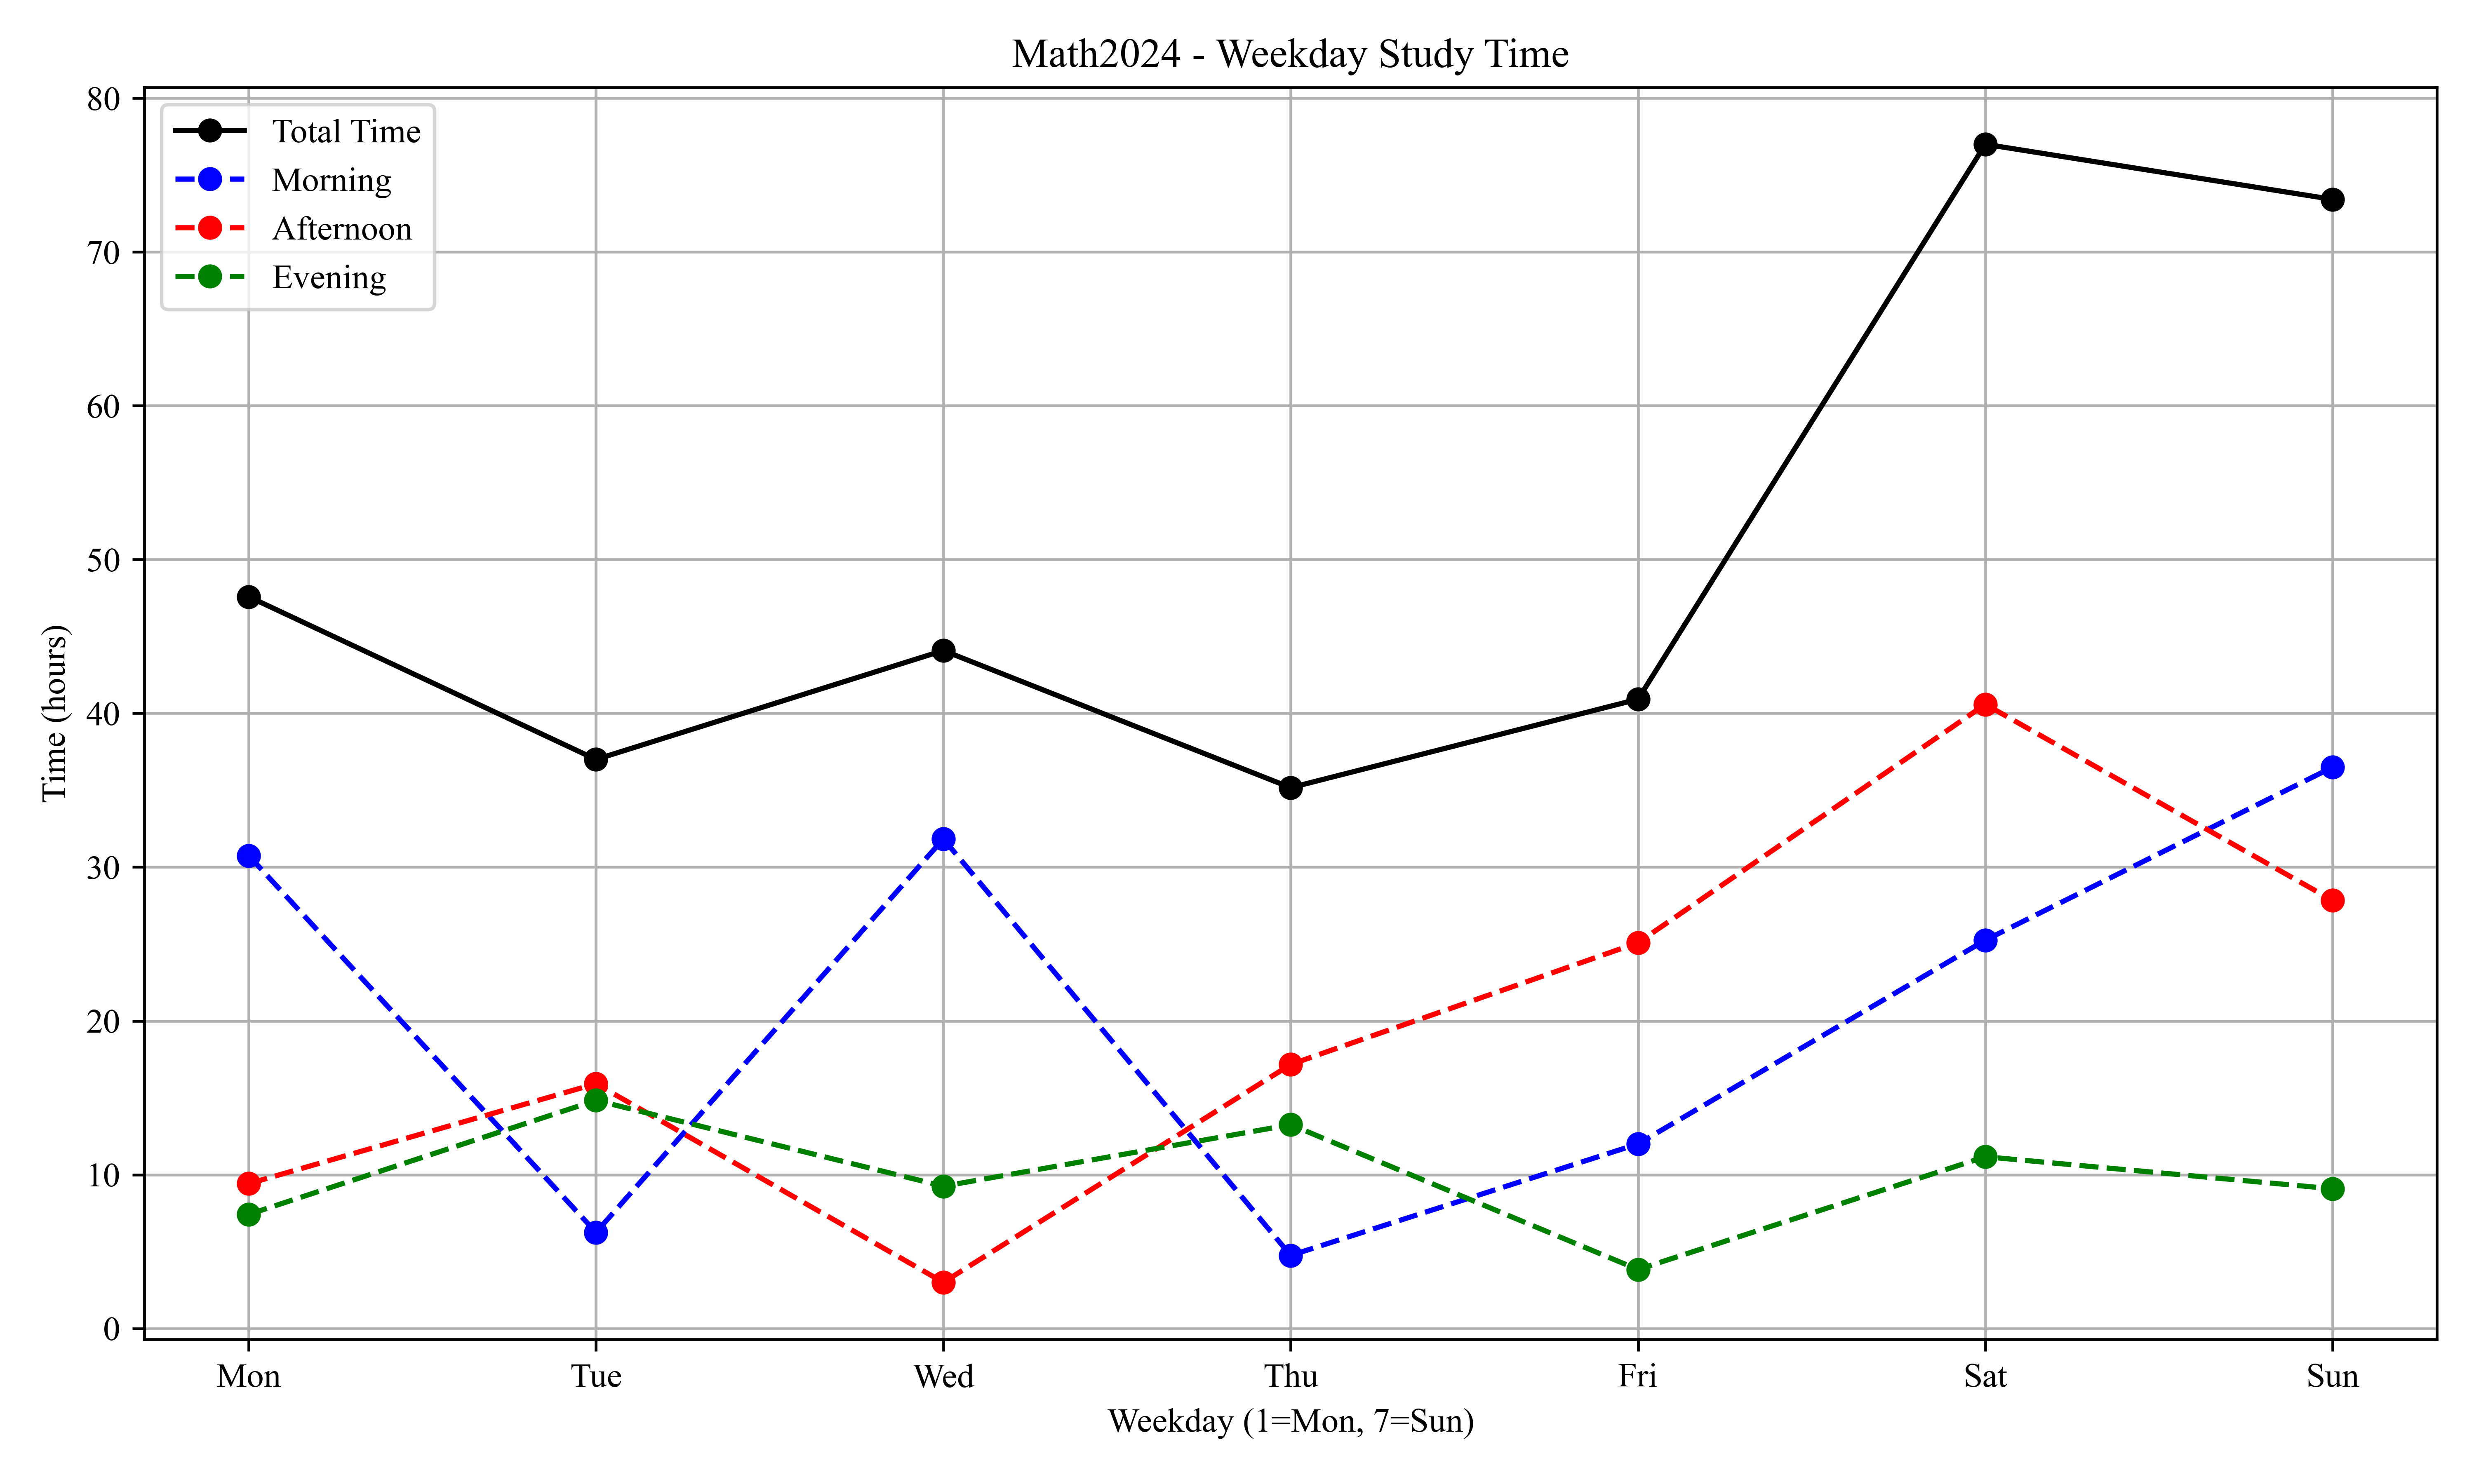 Math2024 - Weekday Study Time
80
70
60
50
40
30
20
10
0
Time (hours)
Total Time
Morning
Afternoon
Evening
Mon Tue Wed Thu Fri Sat Sun
Weekday (1=Mon, 7=Sun)